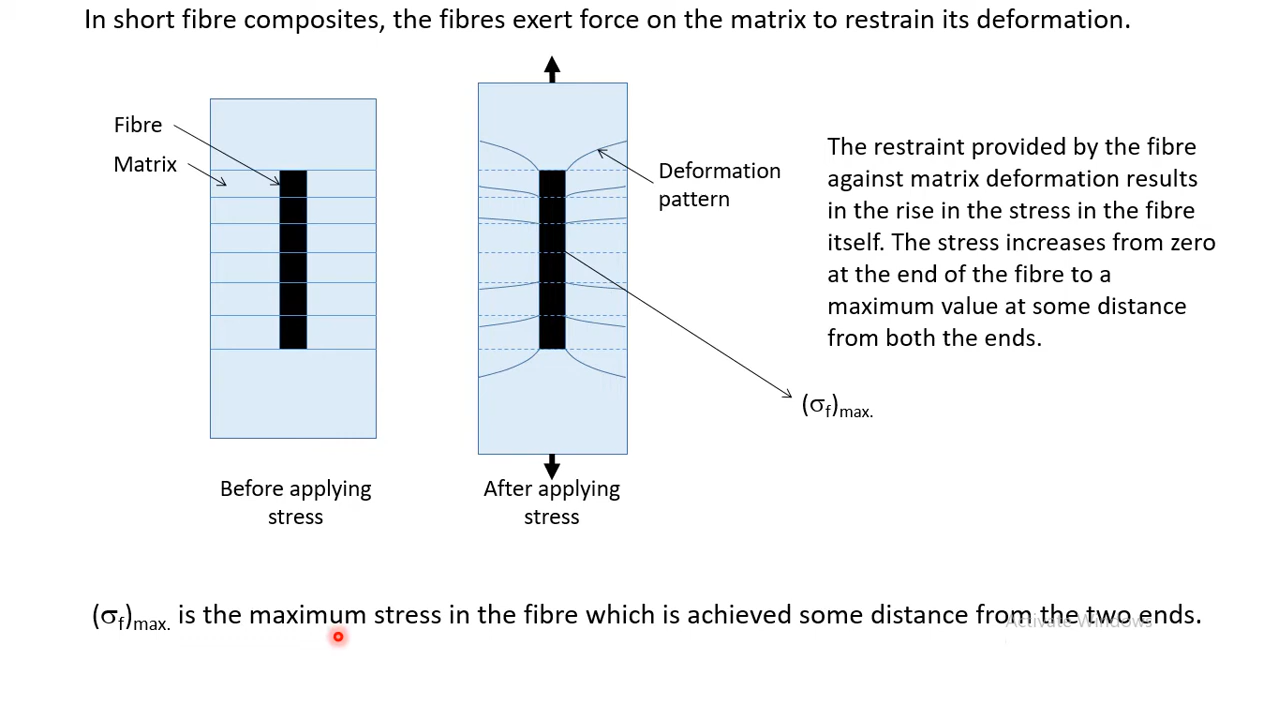 In short fibre composites, the fibres exert force on the matrix to restrain its deformation.
Fibre
Matrix
Deformation
pattern
The restraint provided by the fibre
against matrix deformation results
in the rise in the stress in the fibre
itself. The stress increases from zero
at the end of the fibre to a
maximum value at some distance
from both the ends.
(σf)max.
Before applying
stress
After applying
stress
(σf)max. is the maximum stress in the fibre which is achieved some distance from the two ends.
Activate Windows